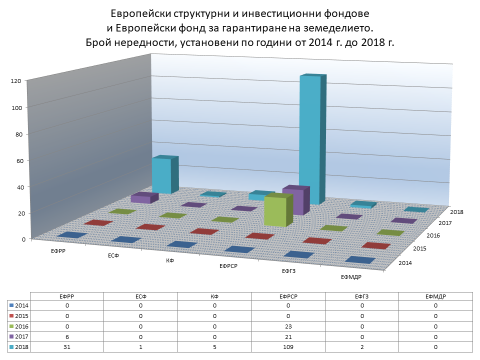 Европейски структурни и инвестиционни фондове
и Европейски фонд за гарантиране на земеделието.
Брой нередности, установени по години от 2014 г. до 2018 г.
120
100
80
60
40
20
0
ЕФРР
ЕСФ
КФ
ЕФРСР
ЕФГЗ
ЕФМДР
2018
2017
2016
2015
2014
ЕФРР ЕСФ КФ ЕФРСР ЕФГЗ ЕФМДР
2014 0 0 0 0 0 0
2015 0 0 0 0 0 0
2016 0 0 0 23 0 0
2017 6 0 0 21 0 0
2018 31 1 5 109 2 0